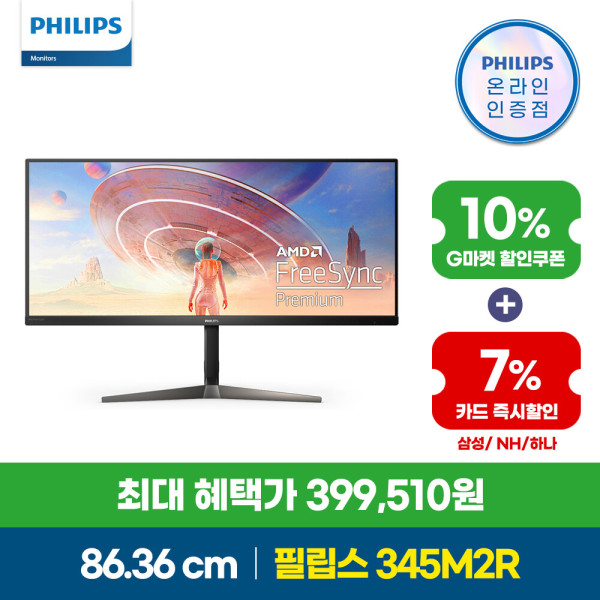 PHILIPS
Monitors
PHILIPS
온라인
인증점
AMD
FreeSync
Premium
PHILIPS
10%
G마켓 할인쿠폰
+
7%
카드 즉시할인
삼성/ NH/하나
최대 혜택가 399,510원
86.36 cm | 필립스 345M2R